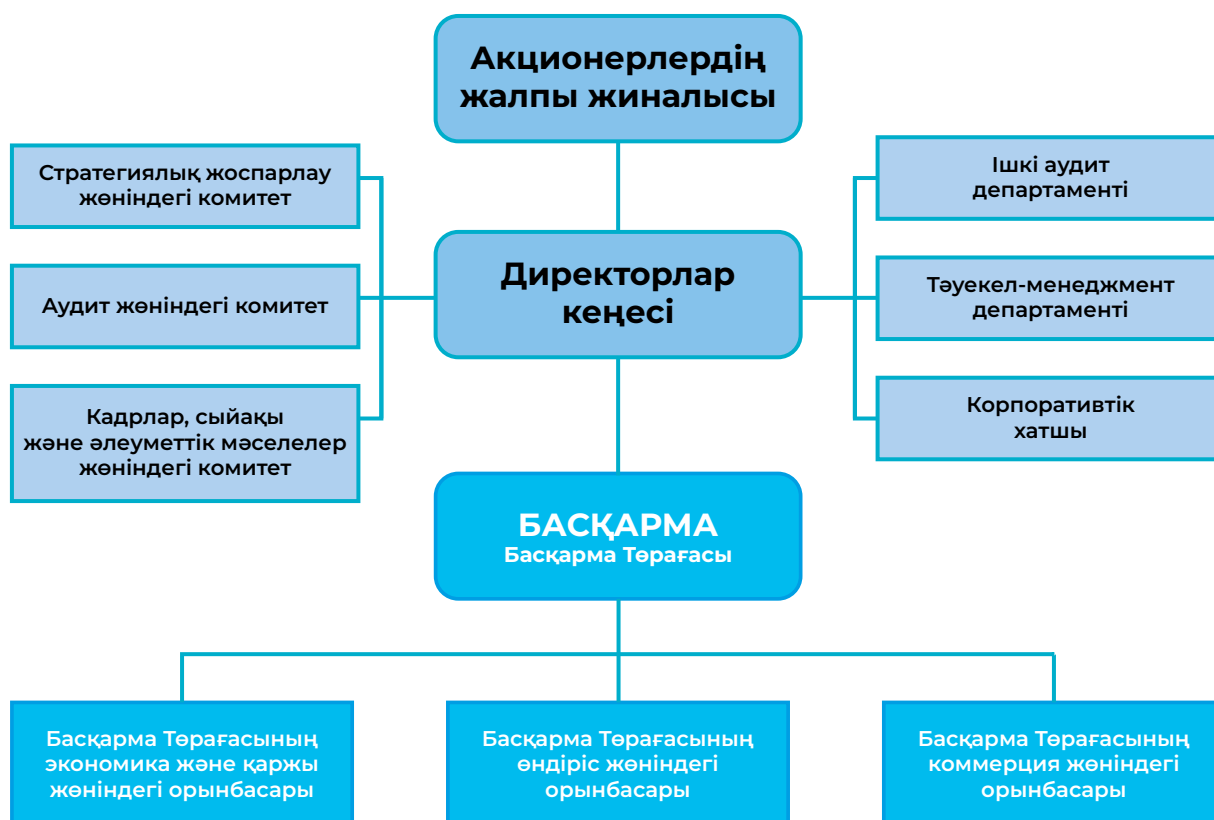 Акционерлердің
жалпы жиналысы
Стратегиялық жоспарлау
жөніндегі комитет
Аудит жөніндегі комитет
Кадрлар, сыйақы
және әлеуметтік мәселелер
жөніндегі комитет
Директорлар
кеңесі
Ішкі аудит
департаменті
Тәуекел-менеджмент
департаменті
Корпоративтік
хатшы
БАСҚАРМА
Басқарма Төрағасы
Басқарма Төрағасының
экономика және қаржы
жөніндегі орынбасары
Басқарма Төрағасының
өндіріс жөніндегі
орынбасары
Басқарма Төрағасының
коммерция жөніндегі
орынбасары